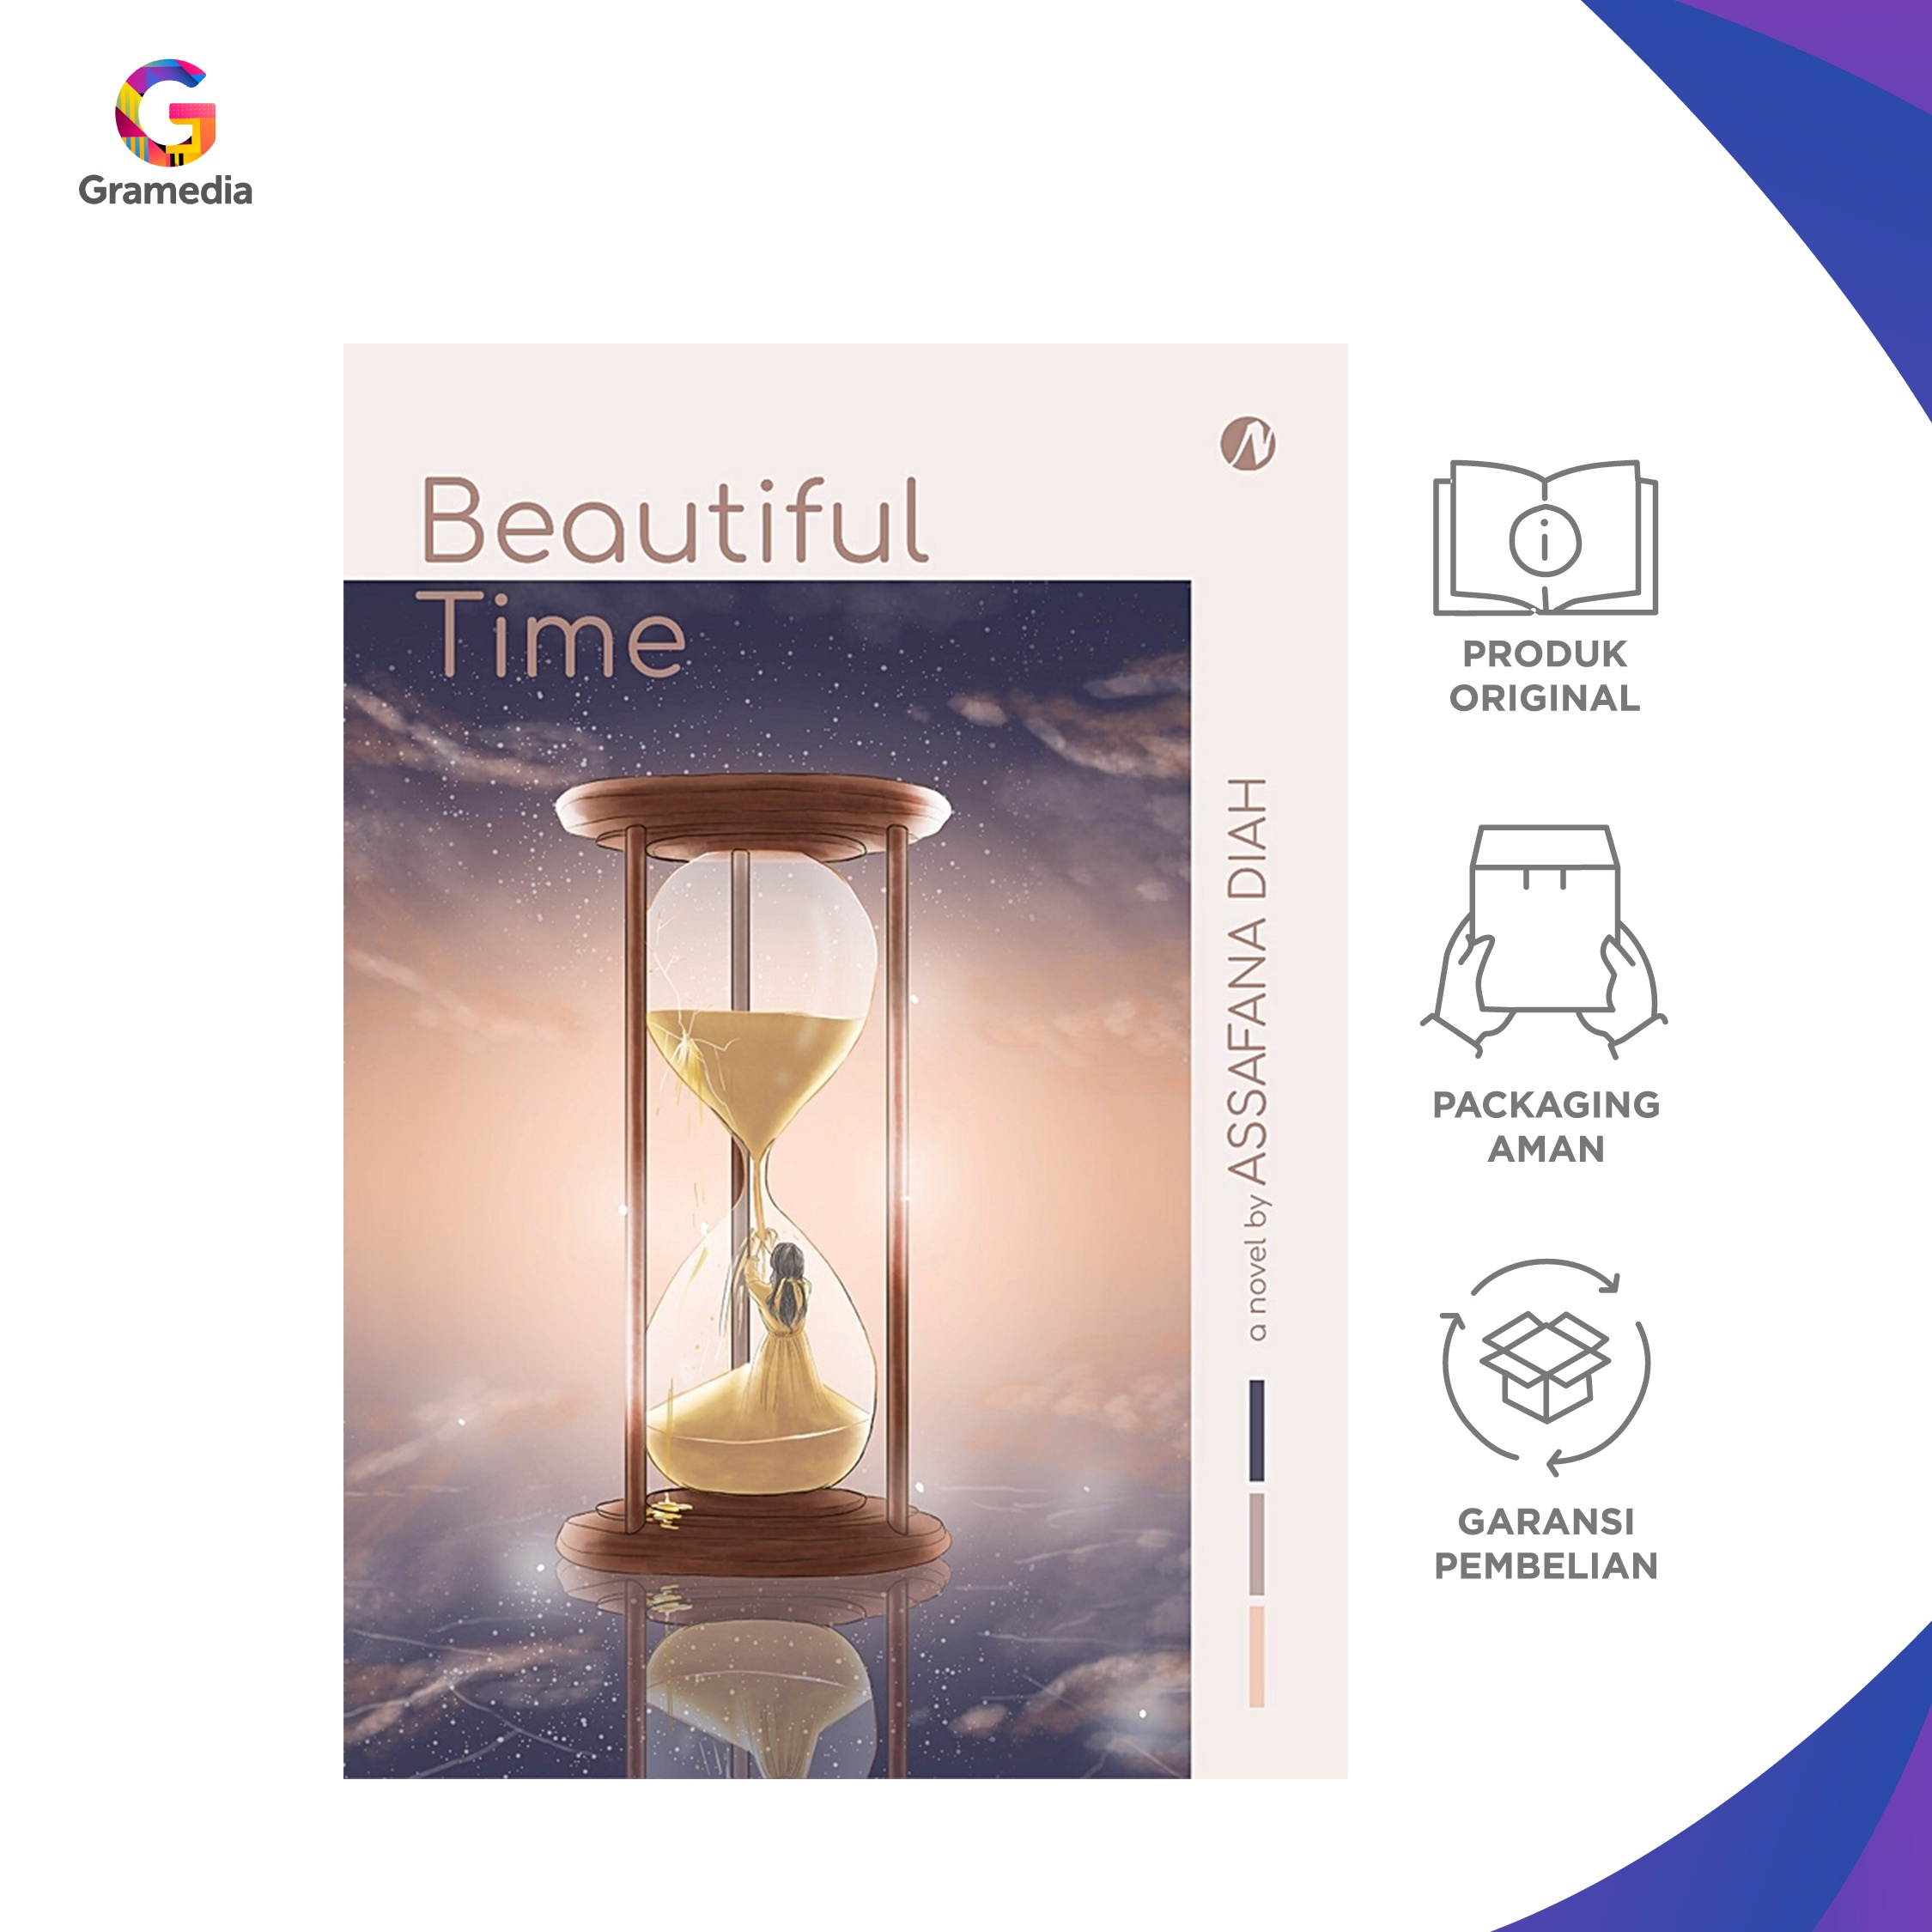 Gramedia
Beautiful
Time
a novel by ASSAFANA DIAH
PRODUK
ORIGINAL
PACKAGING
AMAN
GARANSI
PEMBELIAN